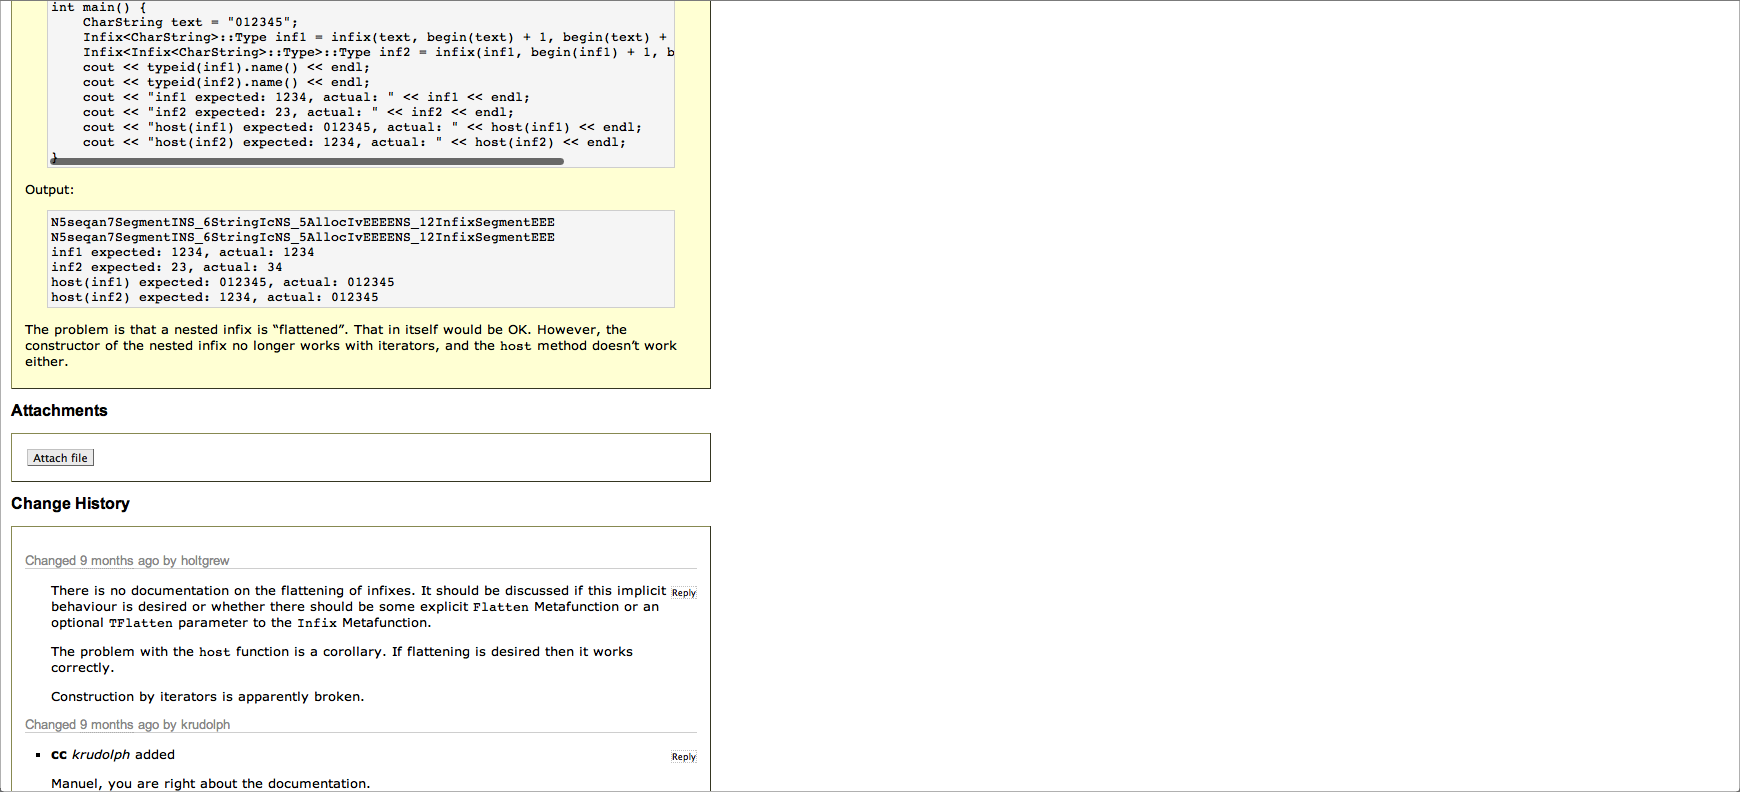 int main() {
    CharString text = "012345";
    Infix<CharString>::Type inf1 = infix(text, begin(text) + 1, begin(text) +
    Infix<Infix<CharString>::Type>::Type inf2 = infix(inf1, begin(inf1) + 1, b
    cout << typeid(inf1).name() << endl;
    cout << typeid(inf2).name() << endl;
    cout << "inf1 expected: 1234, actual: " << inf1 << endl;
    cout << "inf2 expected: 23, actual: " << inf2 << endl;
    cout << "host(inf1) expected: 012345, actual: " << host(inf1) << endl;
    cout << "host(inf2) expected: 1234, actual: " << host(inf2) << endl;
}
Output:
N5seqan7SegmentINS_6StringIcNS_5AllocIvEEEENS_12InfixSegmentEEE
N5seqan7SegmentINS_6StringIcNS_5AllocIvEEEENS_12InfixSegmentEEE
inf1 expected: 1234, actual: 1234
inf2 expected: 23, actual: 34
host(inf1) expected: 012345, actual: 012345
host(inf2) expected: 1234, actual: 012345
The problem is that a nested infix is “flattened”. That in itself would be OK. However, the
constructor of the nested infix no longer works with iterators, and the host method doesn’t work
either.
Attachments
Attach file
Change History
Changed 9 months ago by holtgrew
There is no documentation on the flattening of infixes. It should be discussed if this implicit Reply
behaviour is desired or whether there should be some explicit Flatten Metafunction or an
optional TFlatten parameter to the Infix Metafunction.
The problem with the host function is a corollary. If flattening is desired then it works
correctly.
Construction by iterators is apparently broken.
Changed 9 months ago by krudolph
▪ cc krudolph added Reply
Manuel, you are right about the documentation.